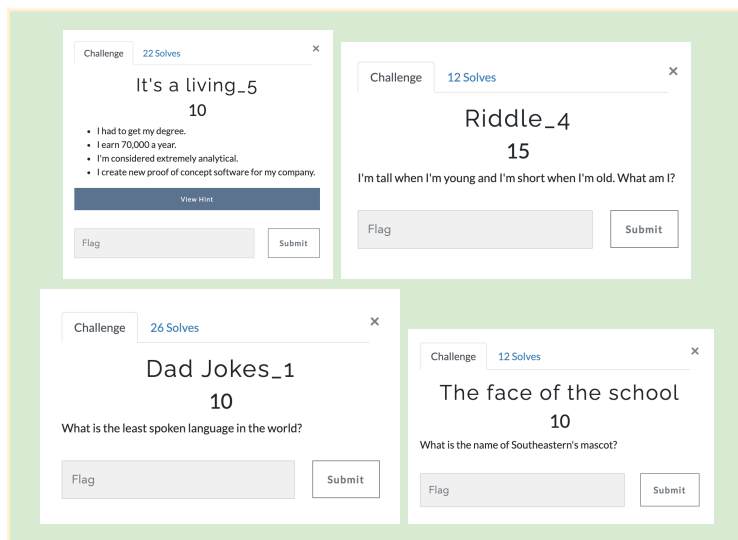 Challenge 22 Solves ×
It's a living_5
10
• I had to get my degree.
• I earn 70,000 a year.
• I'm considered extremely analytical.
• I create new proof of concept software for my company.
View Hint
Flag Submit
Challenge 12 Solves ×
Riddle_4
15
I'm tall when I'm young and I'm short when I'm old. What am I?
Flag Submit
Challenge 26 Solves ×
Dad Jokes_1
10
What is the least spoken language in the world?
Flag Submit
Challenge 12 Solves ×
The face of the school
10
What is the name of Southeastern's mascot?
Flag Submit